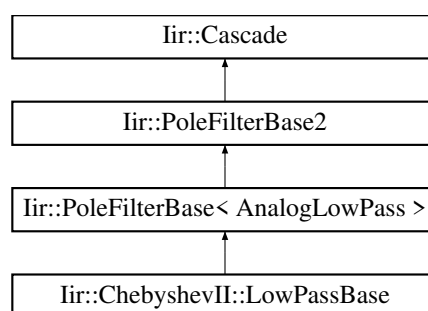 Iir::Cascade
Iir::PoleFilterBase2
Iir::PoleFilterBase< AnalogLowPass >
Iir::ChebyshevII::LowPassBase